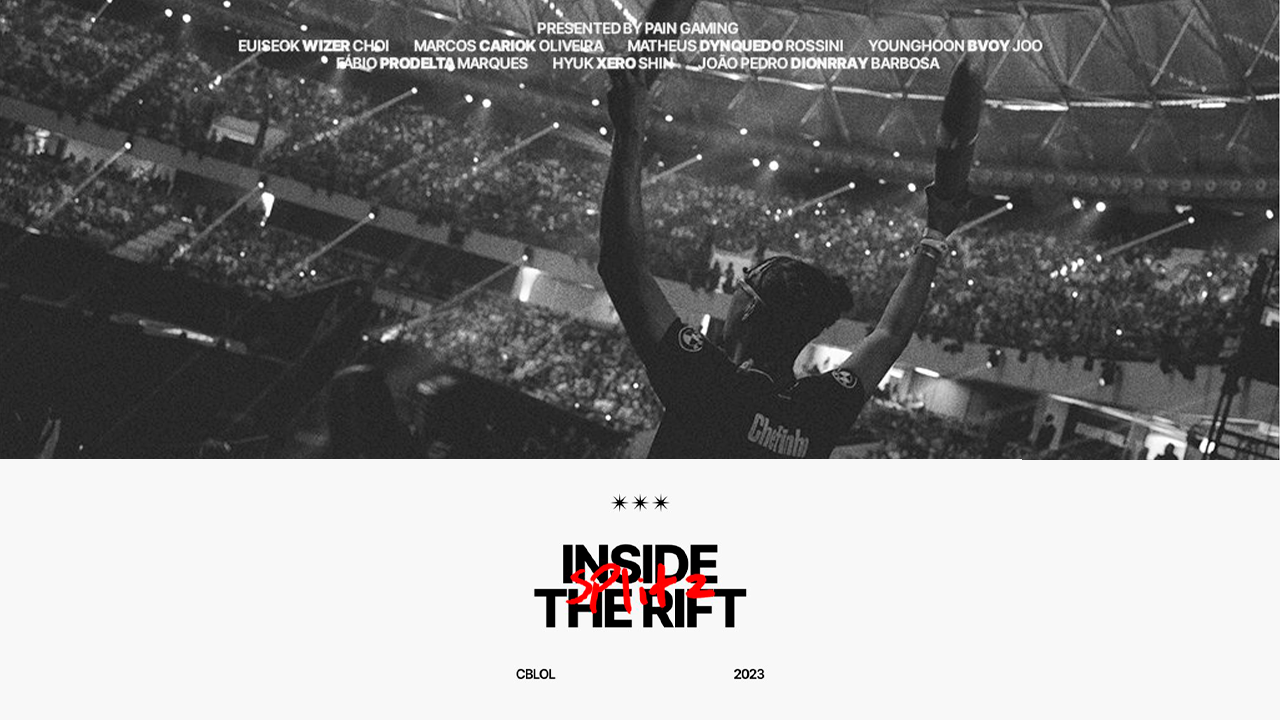 PRESENTED BY PAIN GAMING
EUISEOK WIZER CHOI MARCOS CARIOK OLIVEIRA MATHEUS DYNQUEDO ROSSINI YOUNGHOON BVOY JOO
FÁBIO PRODELTA MARQUES HYUK XERO SHIN JOÃO PEDRO DIONRRAY BARBOSA
INSIDE
split 2
THE RIFT
CBLOL 2023